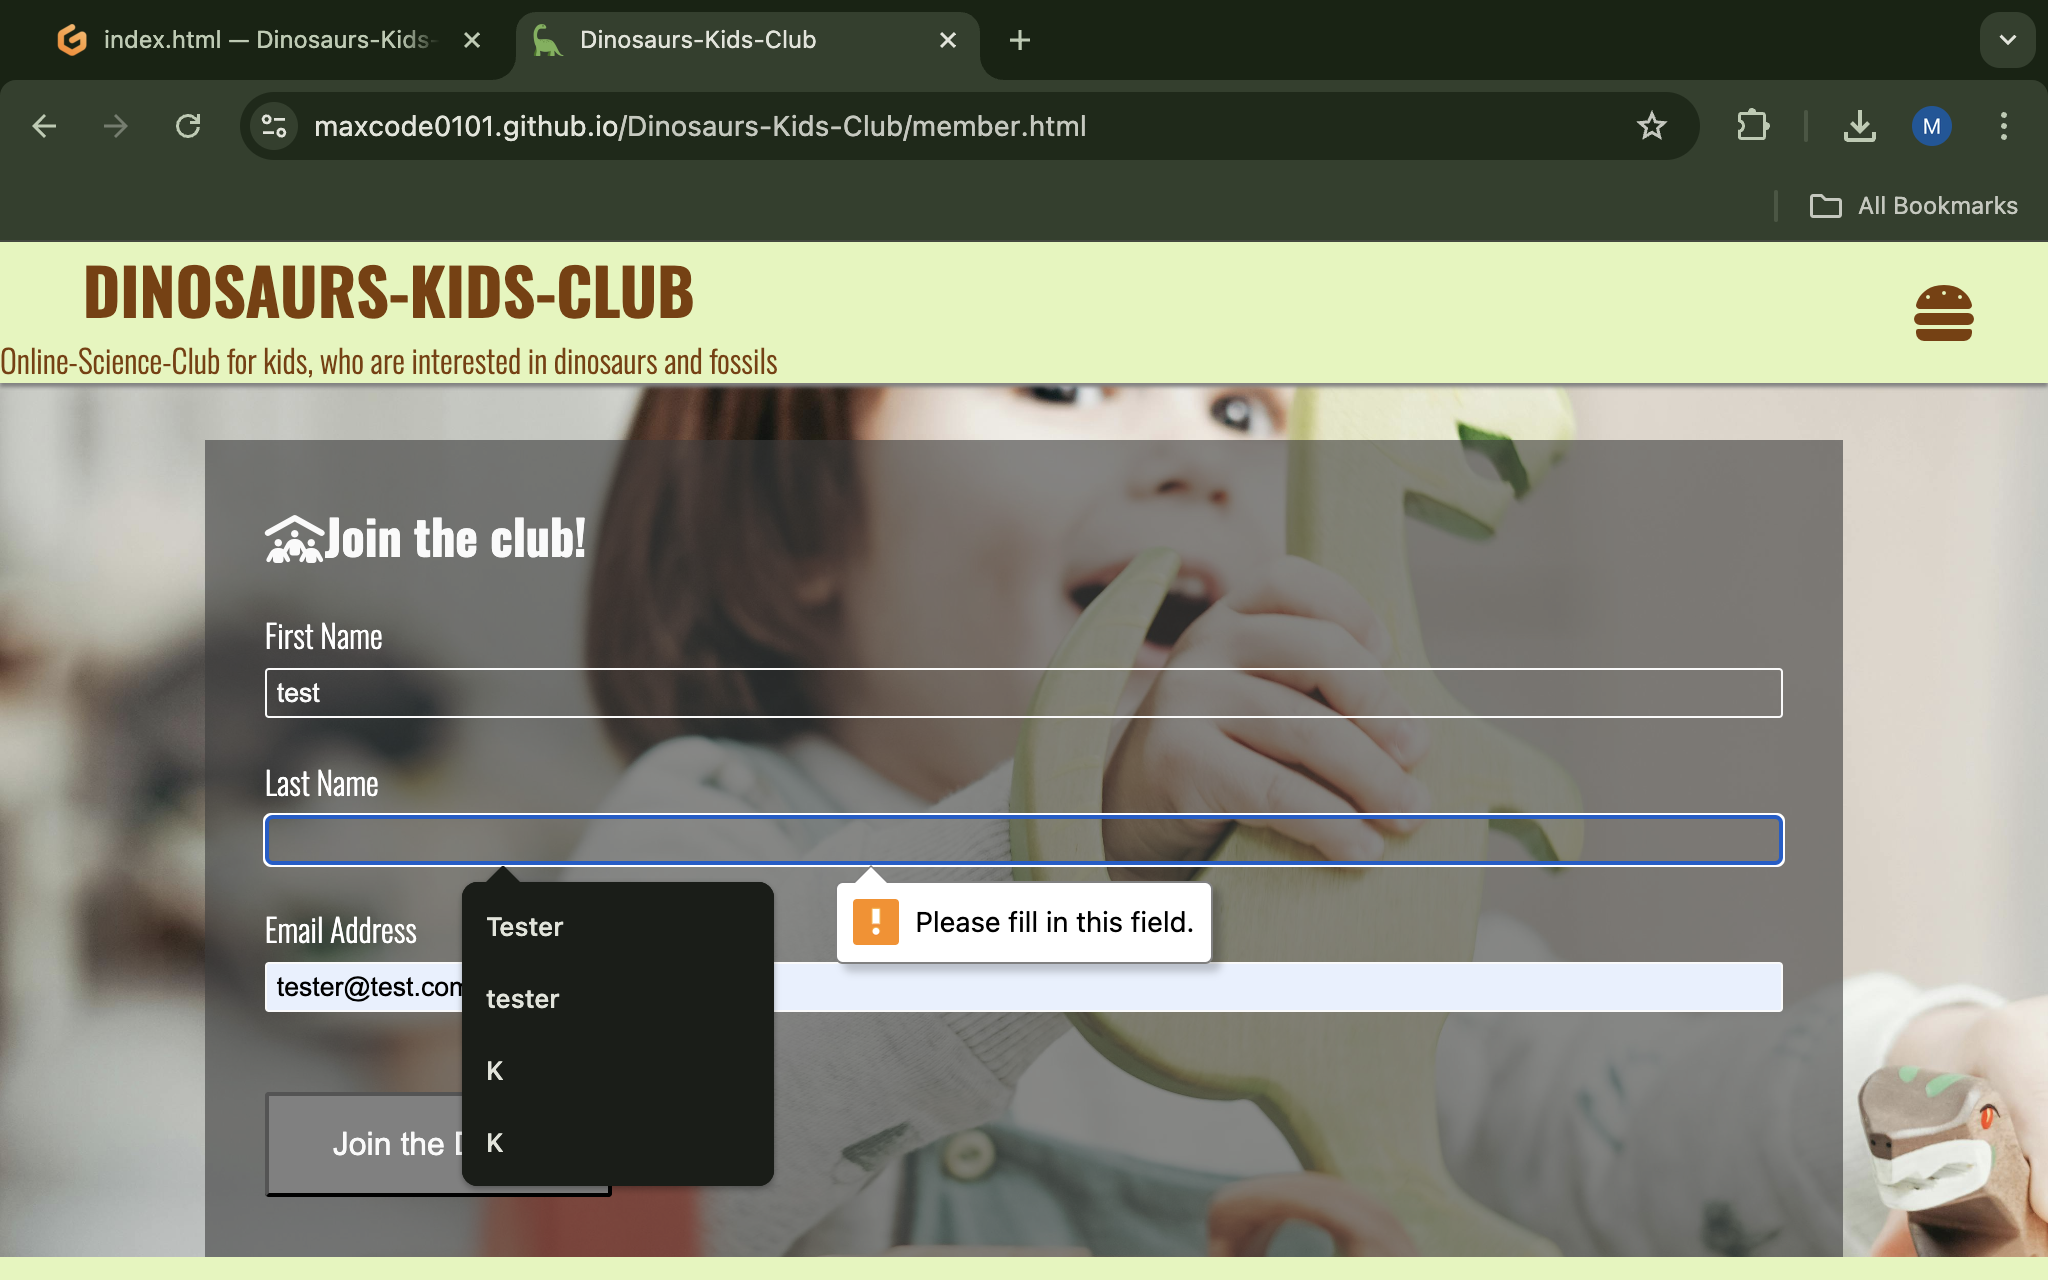 index.html — Dinosaurs-Kids-
Dinosaurs-Kids-Club
maxcode0101.github.io/Dinosaurs-Kids-Club/member.html
M
All Bookmarks
DINOSAURS-KIDS-CLUB
Online-Science-Club for kids, who are interested in dinosaurs and fossils
Join the club!
First Name
test
Last Name
Please fill in this field.
Tester
Email Address
tester@test.com
tester
K
K
Join the D